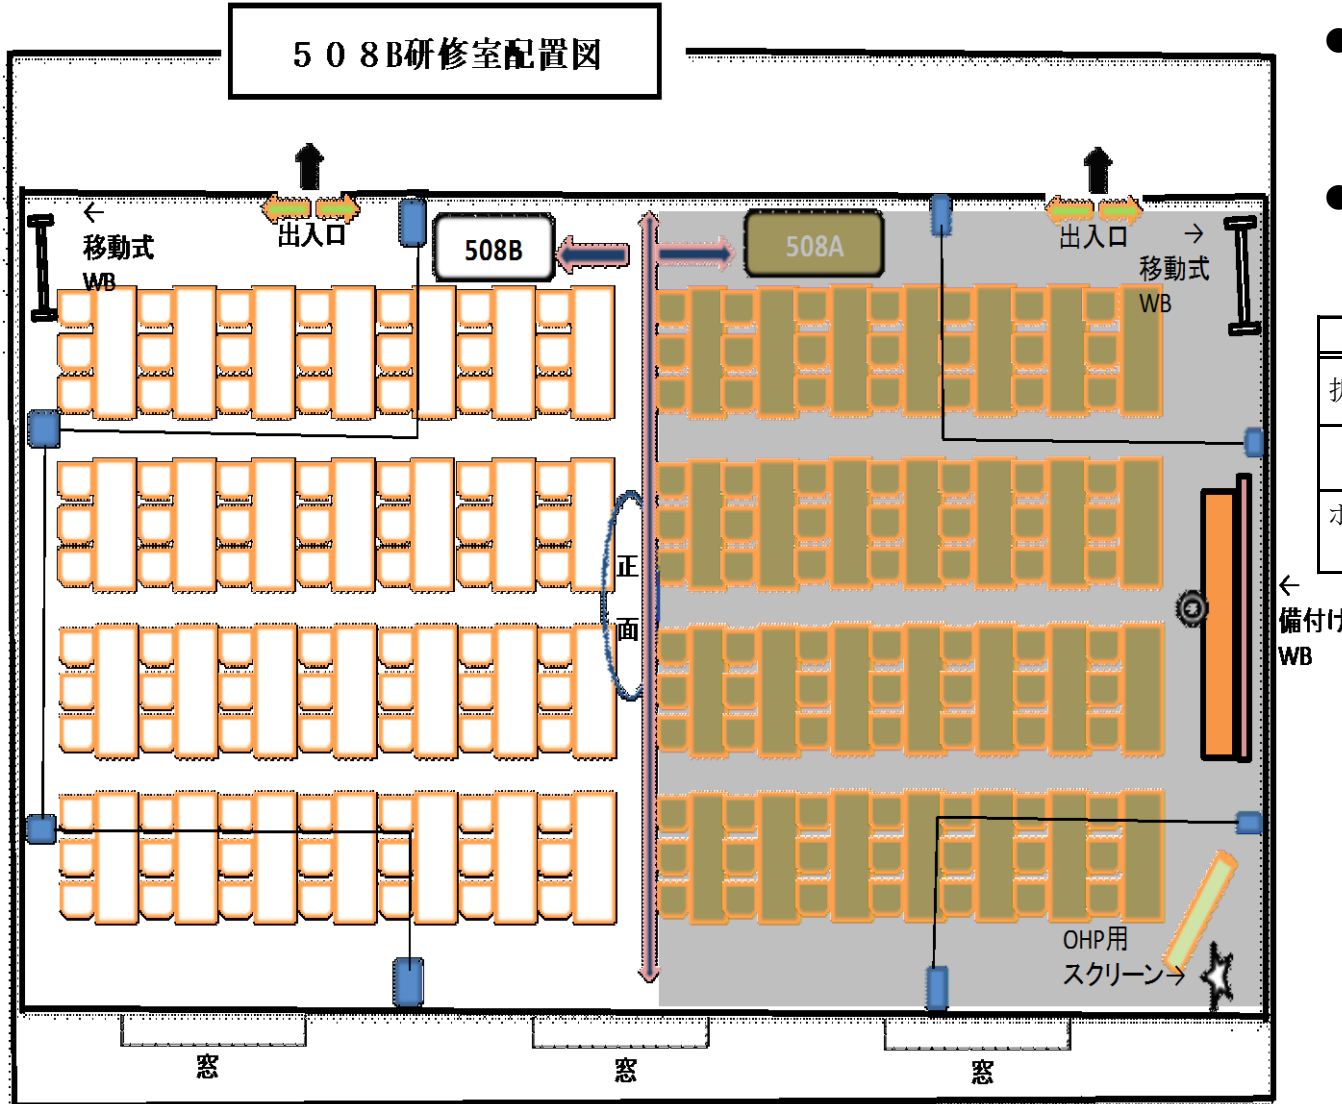 ５０８B研修室配置図
←
移動式
WB
出入口
508B
508A
出入口
→
移動式
WB
正
面
←
備付け
WB
OHP用
スクリーン→
窓
窓
窓